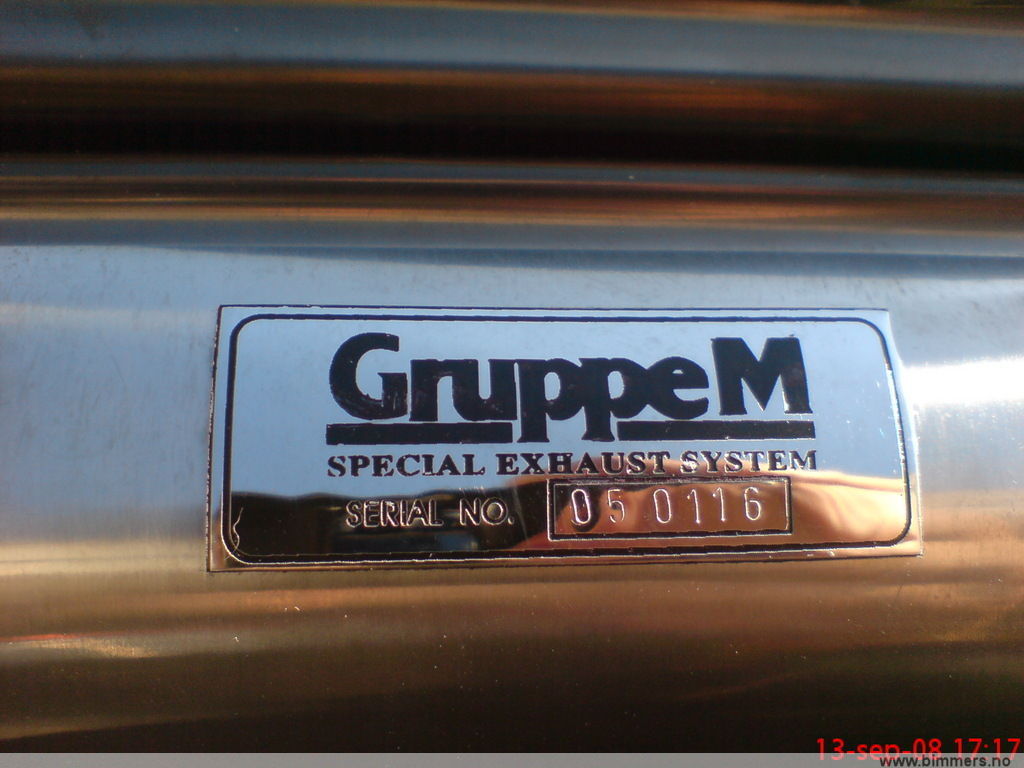 GruppeM
SPECIAL EXHAUST SYSTEM
SERIAL NO. 050116
13-sep-08 17:17
www.bimmers.no